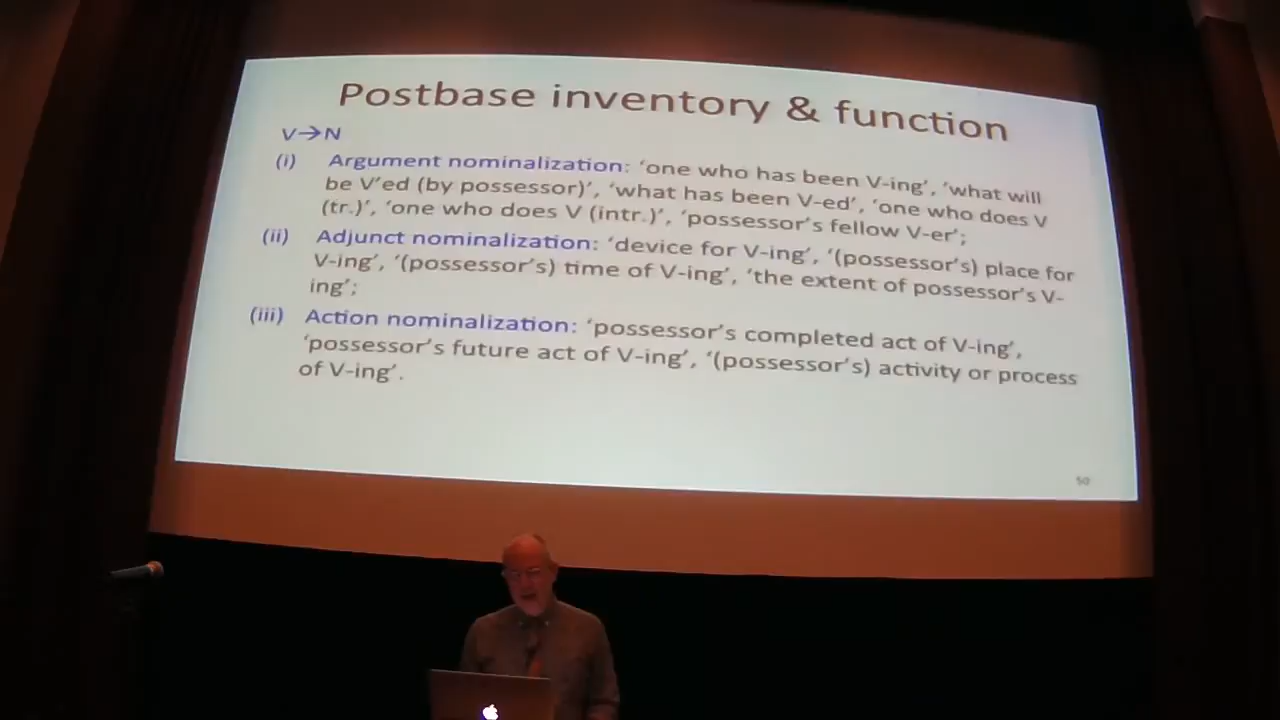 Postbase inventory & function
V→N
(i) Argument nominalization: ‘one who has been V-ing’, ‘what will
be V’ed (by possessor)’, ‘what has been V-ed’, ‘one who does V
(tr.)’, ‘one who does V (intr.)’, ‘possessor’s fellow V-er’;
(ii) Adjunct nominalization: ‘device for V-ing’, ‘(possessor’s) place for
V-ing’, ‘(possessor’s) time of V-ing’, ‘the extent of possessor’s V-
ing’;
(iii) Action nominalization: ‘possessor’s completed act of V-ing’,
‘possessor’s future act of V-ing’, ‘(possessor’s) activity or process
of V-ing’.
50